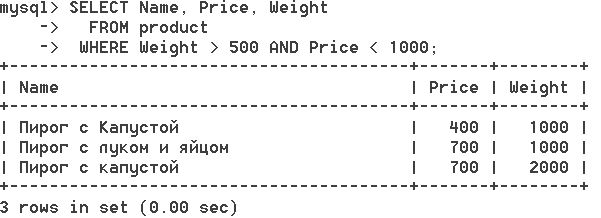 mysql> SELECT Name, Price, Weight
    ->   FROM product
    ->  WHERE Weight > 500 AND Price < 1000;
+----------------------------------------+-------+--------+
| Name                                   | Price | Weight |
+----------------------------------------+-------+--------+
| Пирог с Капустой                       |   400 |   1000 |
| Пирог с луком и яйцом                  |   700 |   1000 |
| Пирог с капустой                       |   700 |   2000 |
+----------------------------------------+-------+--------+
3 rows in set (0.00 sec)